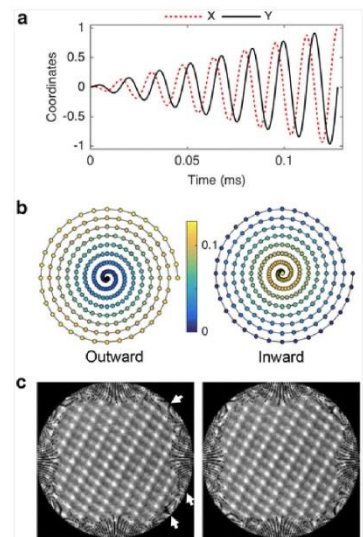 a
X Y
1
0.5
0
-0.5
-1
Coordinates
0 0.05 0.1
Time (ms)
b
0.1
0
Outward Inward
c